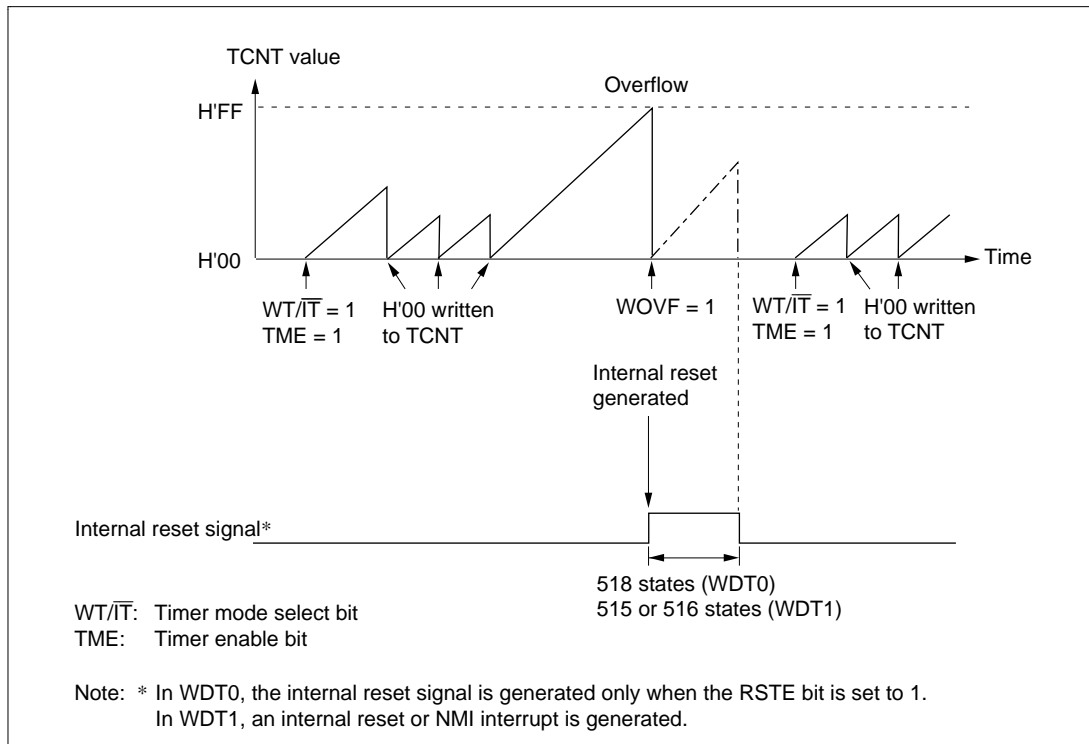 TCNT value
Overflow
H'FF
H'00
Time
WT/I̅T̅ = 1
TME = 1
H'00 written
to TCNT
WOVF = 1
WT/I̅T̅ = 1
TME = 1
H'00 written
to TCNT
Internal reset
generated
Internal reset signal*
518 states (WDT0)
515 or 516 states (WDT1)
WT/I̅T̅: Timer mode select bit
TME: Timer enable bit
Note: * In WDT0, the internal reset signal is generated only when the RSTE bit is set to 1.
In WDT1, an internal reset or NMI interrupt is generated.